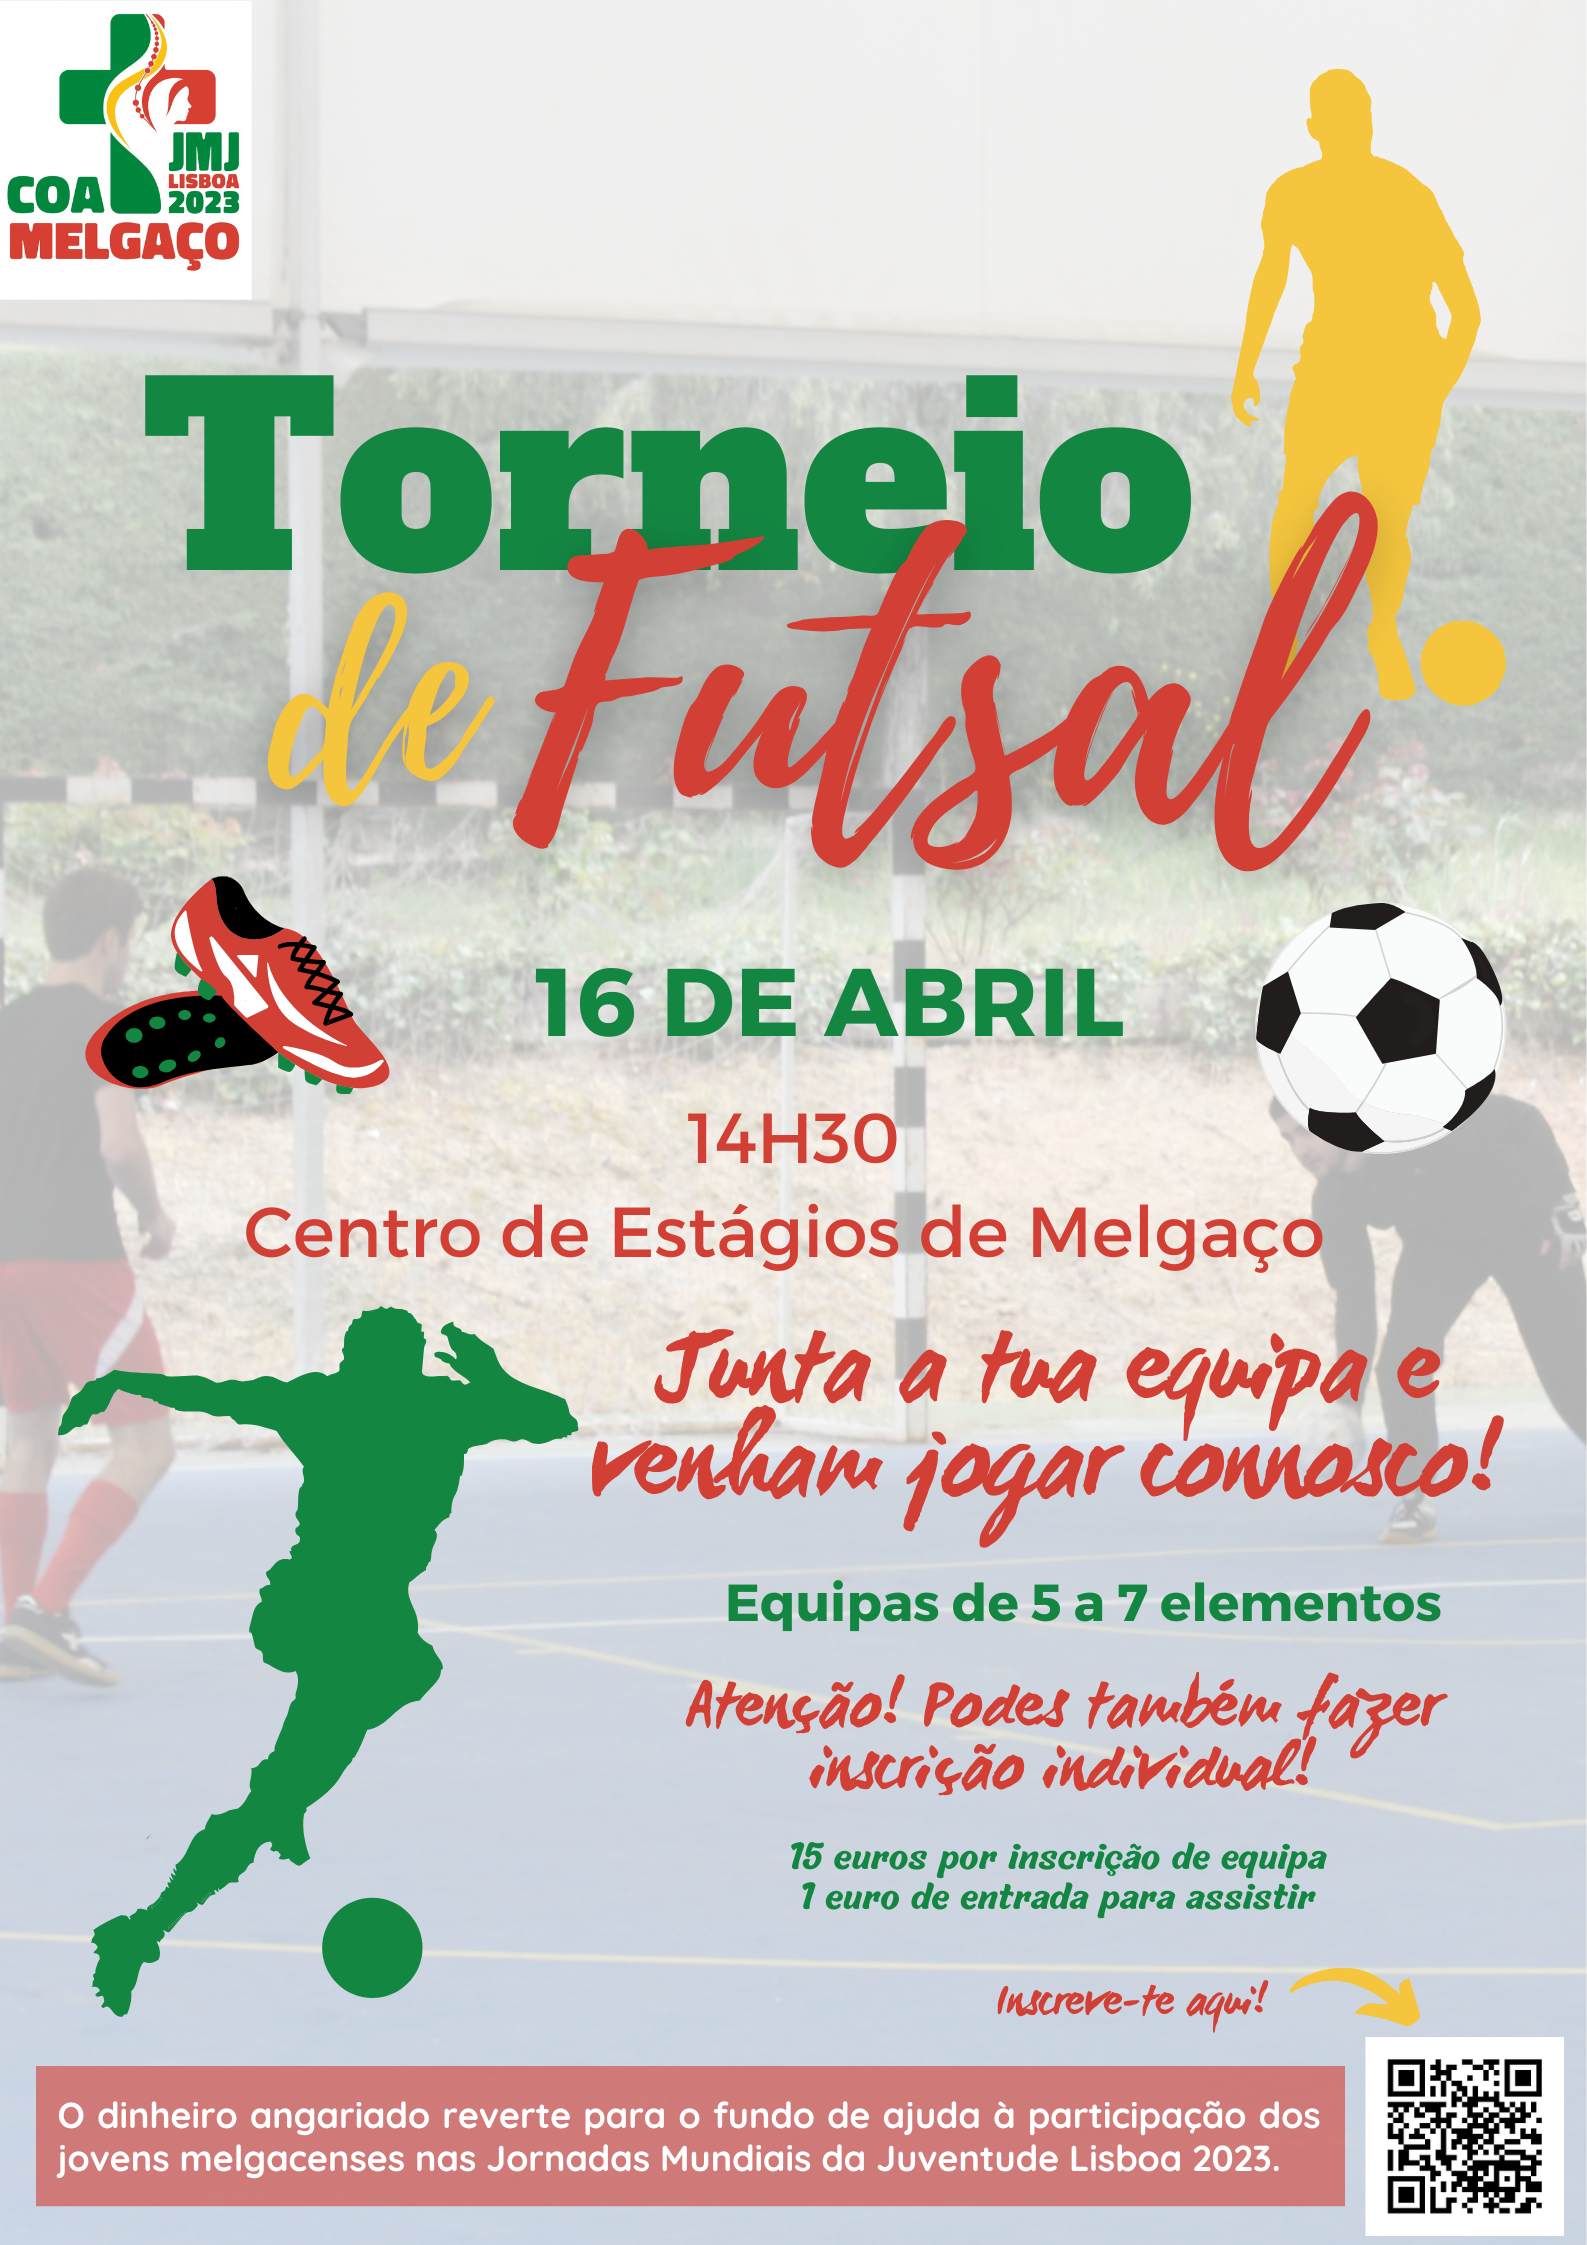 JMJ
LISBOA
COA 2023
MELGAÇO
Torneio
de Futsal
16 DE ABRIL
14H30
Centro de Estágios de Melgaço
Junta a tua equipa e
venham jogar connosco!
Equipas de 5 a 7 elementos
Atenção! Podes também fazer
inscrição individual!
15 euros por inscrição de equipa
1 euro de entrada para assistir
Inscreve-te aqui!
O dinheiro angariado reverte para o fundo de ajuda à participação dos
jovens melgacenses nas Jornadas Mundiais da Juventude Lisboa 2023.